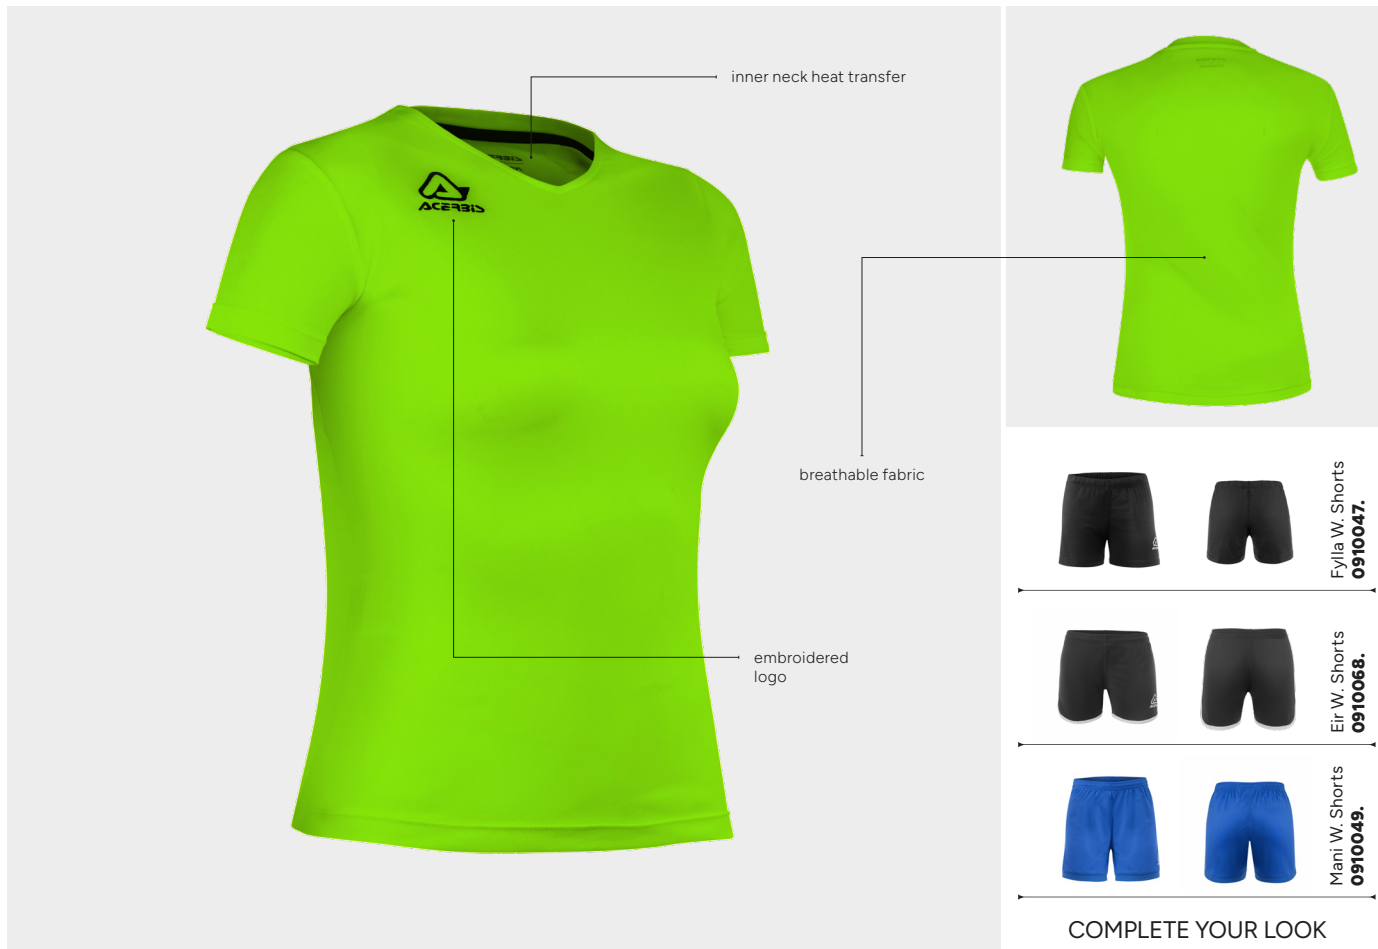 inner neck heat transfer
ACERBIS
breathable fabric
embroidered
logo
Fylla W. Shorts
0910047.
Eir W. Shorts
0910068.
Mani W. Shorts
0910049.
COMPLETE YOUR LOOK